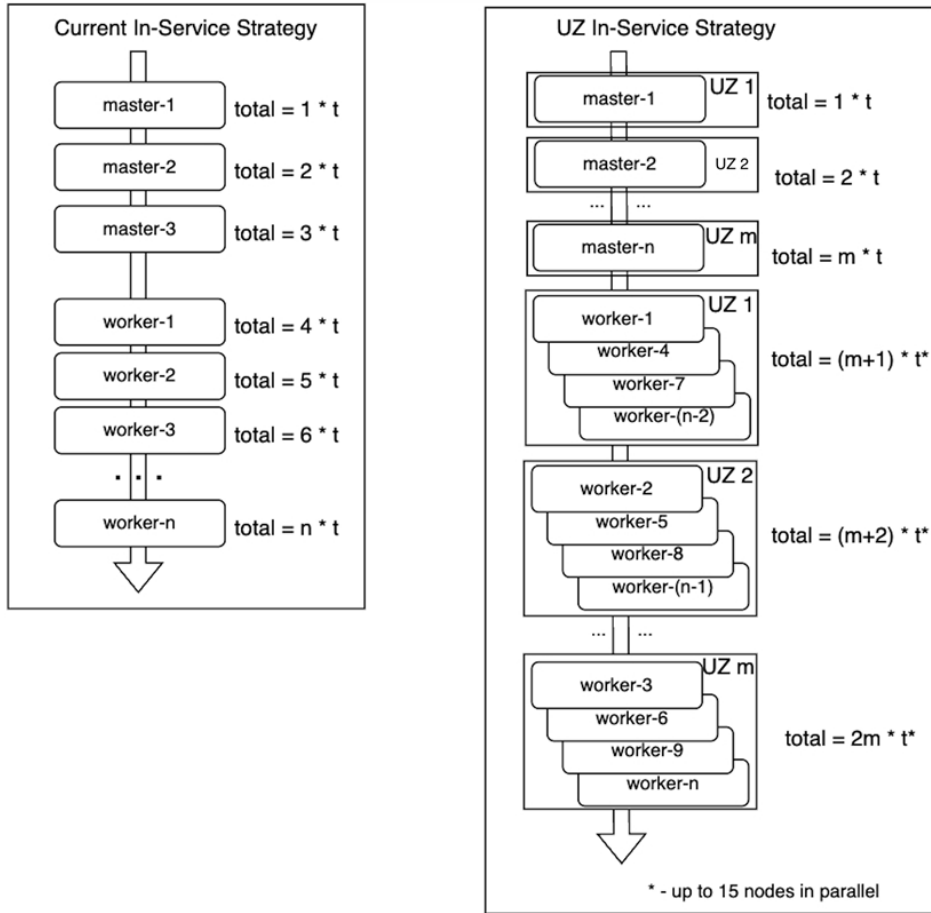 Current In-Service Strategy
master-1
total = 1 * t
master-2
total = 2 * t
master-3
total = 3 * t
worker-1
total = 4 * t
worker-2
total = 5 * t
worker-3
total = 6 * t
. . .
worker-n
total = n * t
UZ In-Service Strategy
UZ 1
master-1
total = 1 * t
master-2
UZ 2
total = 2 * t
... ...
UZ m
master-n
total = m * t
UZ 1
worker-1
worker-4
total = (m+1) * t*
worker-7
worker-(n-2)
UZ 2
worker-2
worker-5
total = (m+2) * t*
worker-8
worker-(n-1)
... ...
UZ m
worker-3
worker-6
total = 2m * t*
worker-9
worker-n
* - up to 15 nodes in parallel